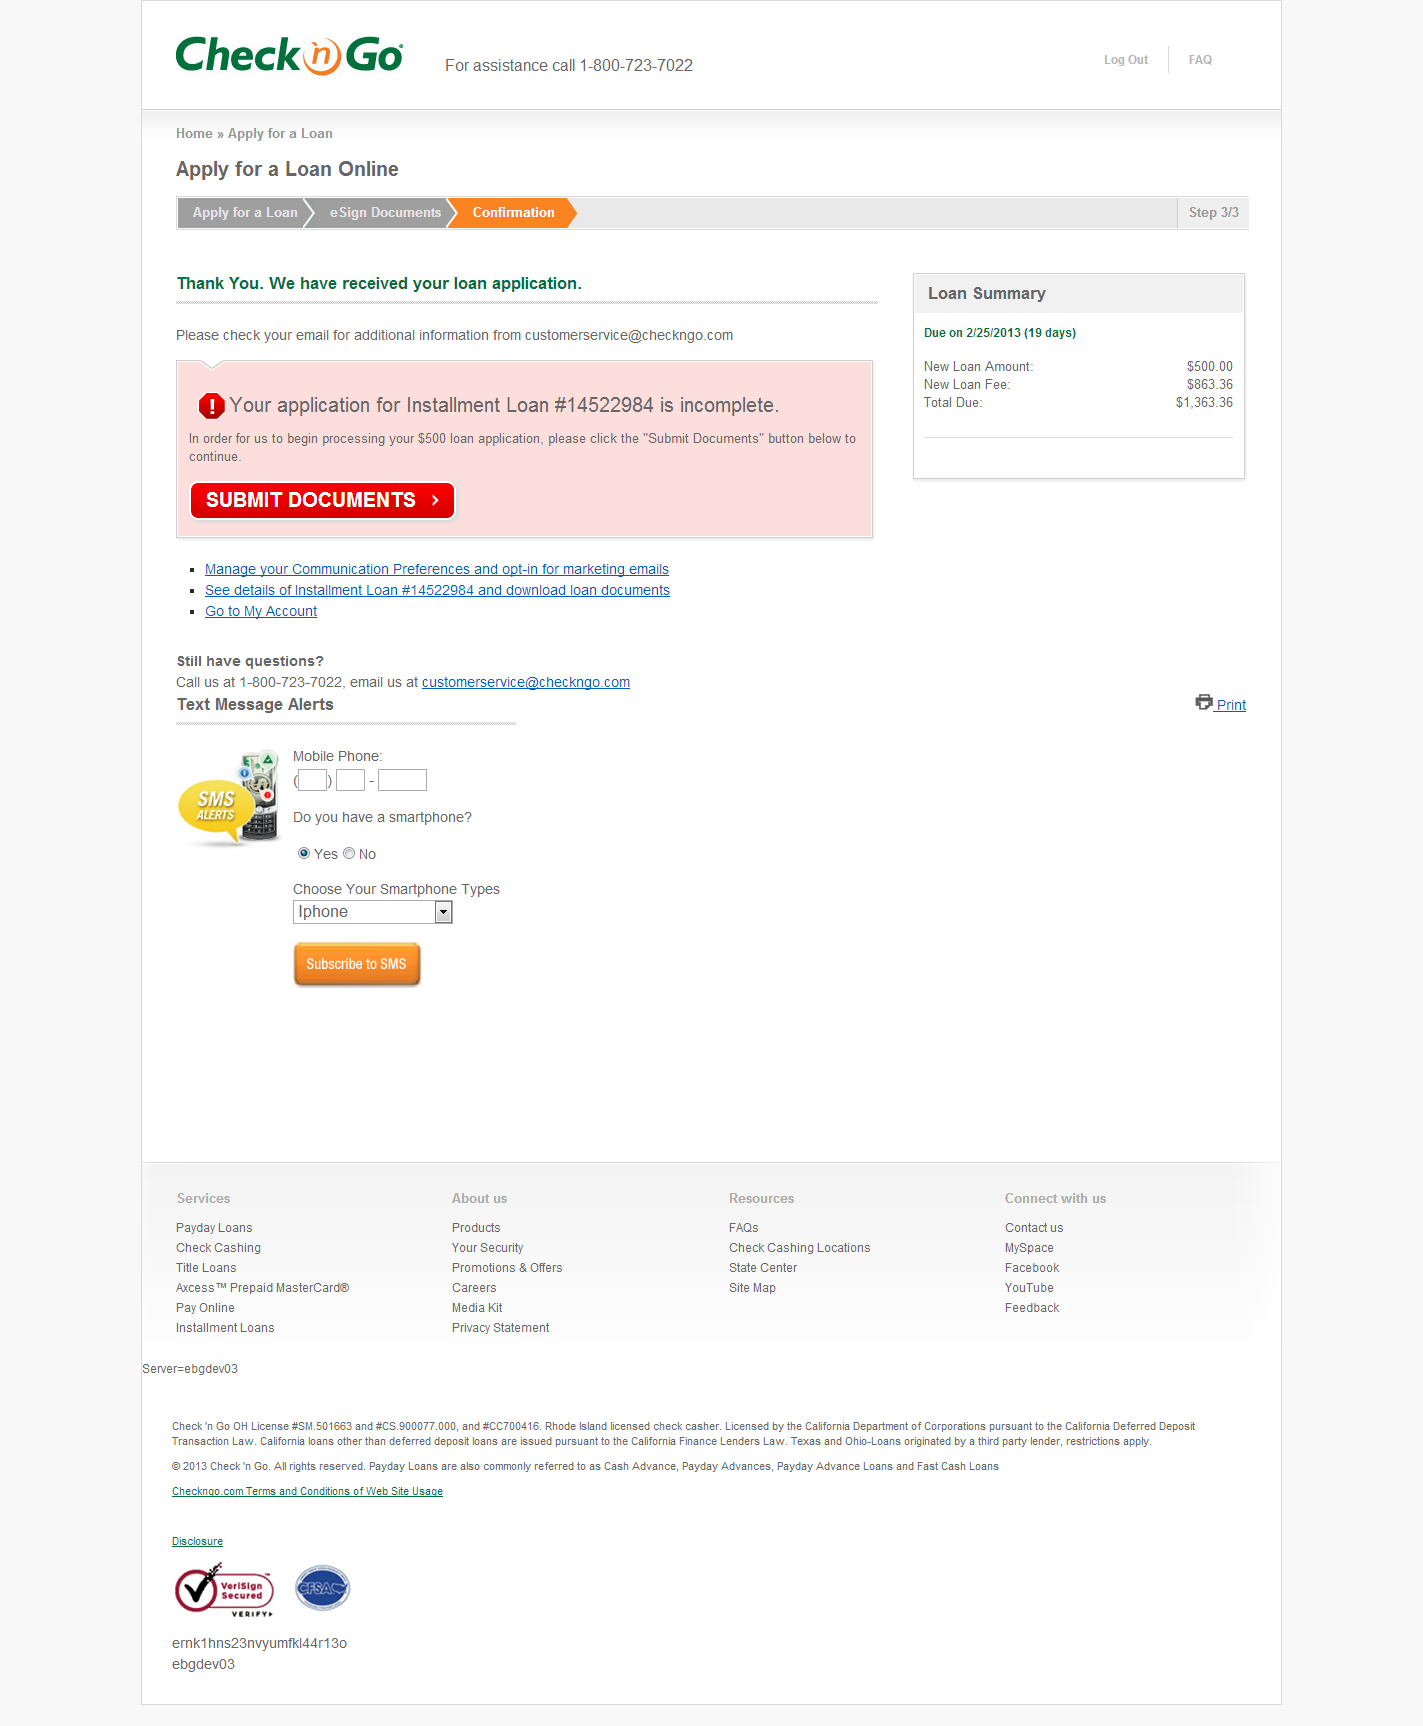 Check 'n Go®
For assistance call 1-800-723-7022
Log Out
FAQ
Home » Apply for a Loan
Apply for a Loan Online
Apply for a Loan
eSign Documents
Confirmation
Step 3/3
Thank You. We have received your loan application.
Please check your email for additional information from customerservice@checkngo.com
Your application for Installment Loan #14522984 is incomplete.
In order for us to begin processing your $500 loan application, please click the "Submit Documents" button below to
continue.
SUBMIT DOCUMENTS
Loan Summary
Due on 2/25/2013 (19 days)
New Loan Amount: $500.00
New Loan Fee: $863.36
Total Due: $1,363.36
Manage your Communication Preferences and opt-in for marketing emails
See details of Installment Loan #14522984 and download loan documents
Go to My Account
Still have questions?
Call us at 1-800-723-7022, email us at customerservice@checkngo.com
Text Message Alerts
Print
SMS
ALERTS
Mobile Phone:
( ) -
Do you have a smartphone?
Yes No
Choose Your Smartphone Types
Iphone
Subscribe to SMS
Services
Payday Loans
Check Cashing
Title Loans
Axcess™ Prepaid MasterCard®
Pay Online
Installment Loans
About us
Products
Your Security
Promotions & Offers
Careers
Media Kit
Privacy Statement
Resources
FAQs
Check Cashing Locations
State Center
Site Map
Connect with us
Contact us
MySpace
Facebook
YouTube
Feedback
Server=ebgdev03
Check 'n Go OH License #SM.501663 and #CS.900077.000, and #CC700416. Rhode Island licensed check casher. Licensed by the California Department of Corporations pursuant to the California Deferred Deposit
Transaction Law. California loans other than deferred deposit loans are issued pursuant to the California Finance Lenders Law. Texas and Ohio-Loans originated by a third party lender, restrictions apply.
© 2013 Check 'n Go. All rights reserved. Payday Loans are also commonly referred to as Cash Advance, Payday Advances, Payday Advance Loans and Fast Cash Loans
Checkngo.com Terms and Conditions of Web Site Usage
Disclosure
VeriSign
Secured
VERIFY
CFSA
ernk1hns23nvyumfkl44r13o
ebgdev03